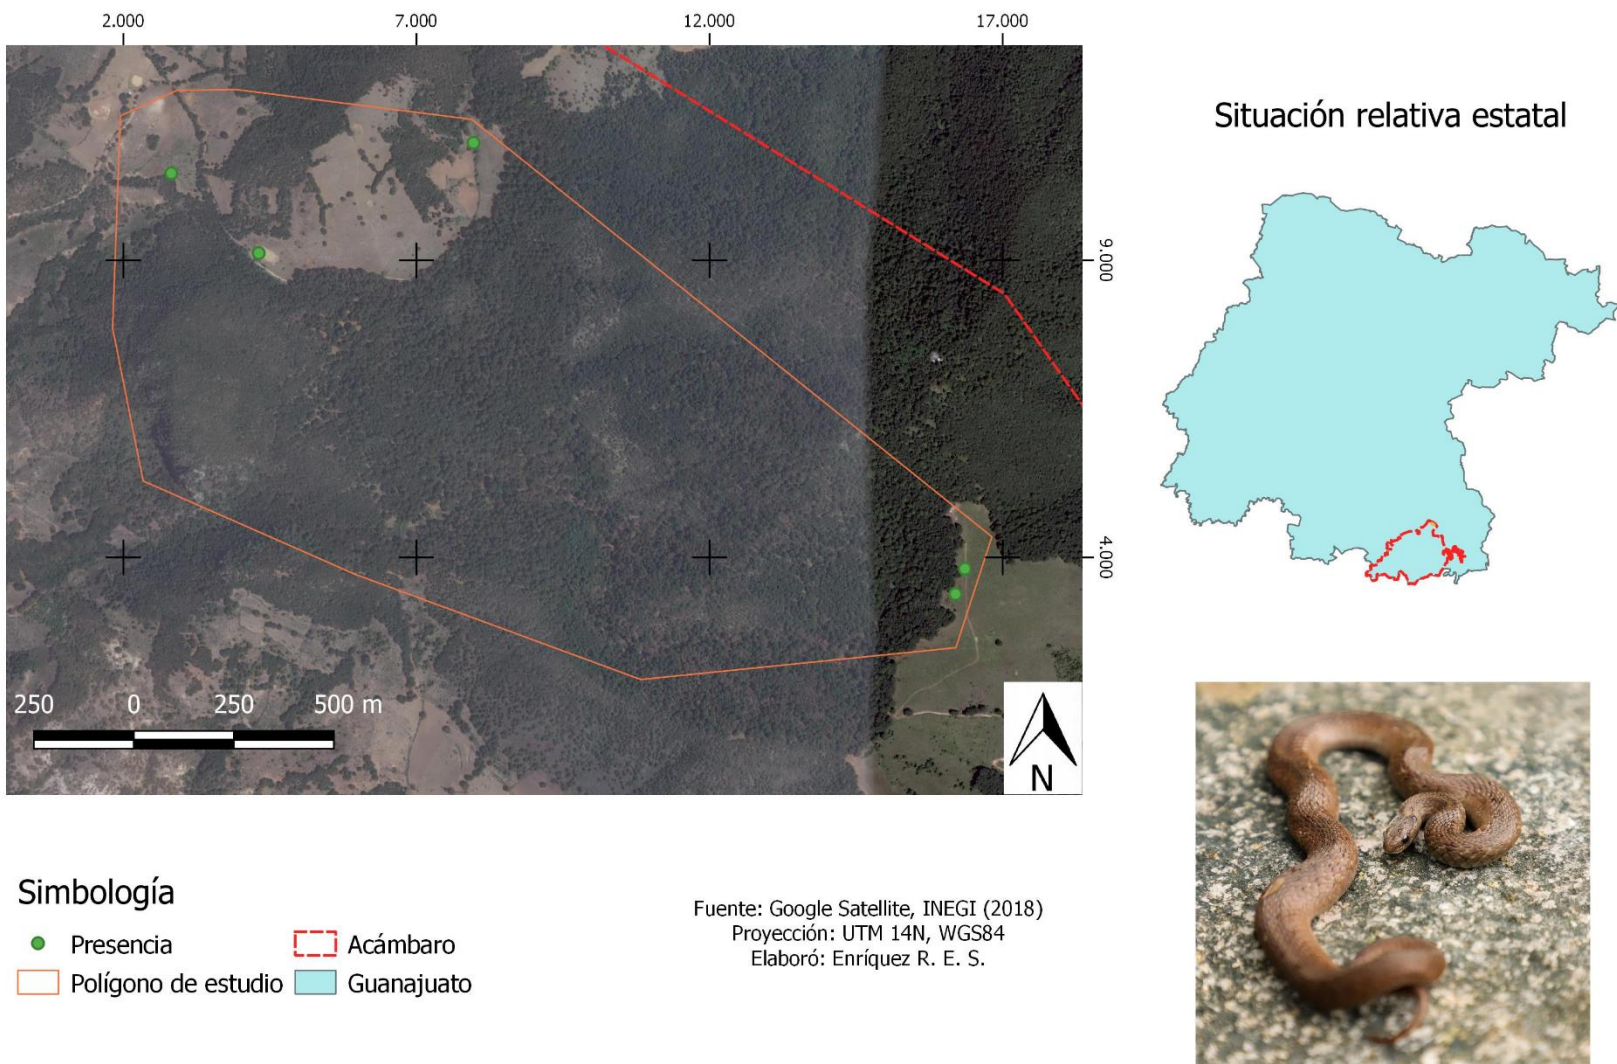 2.000 7.000 12.000 17.000
Situación relativa estatal
9.000
4.000
250 0 250 500 m
N
Simbología
Presencia Acámbaro
Polígono de estudio Guanajuato
Fuente: Google Satellite, INEGI (2018)
Proyección: UTM 14N, WGS84
Elaboró: Enríquez R. E. S.